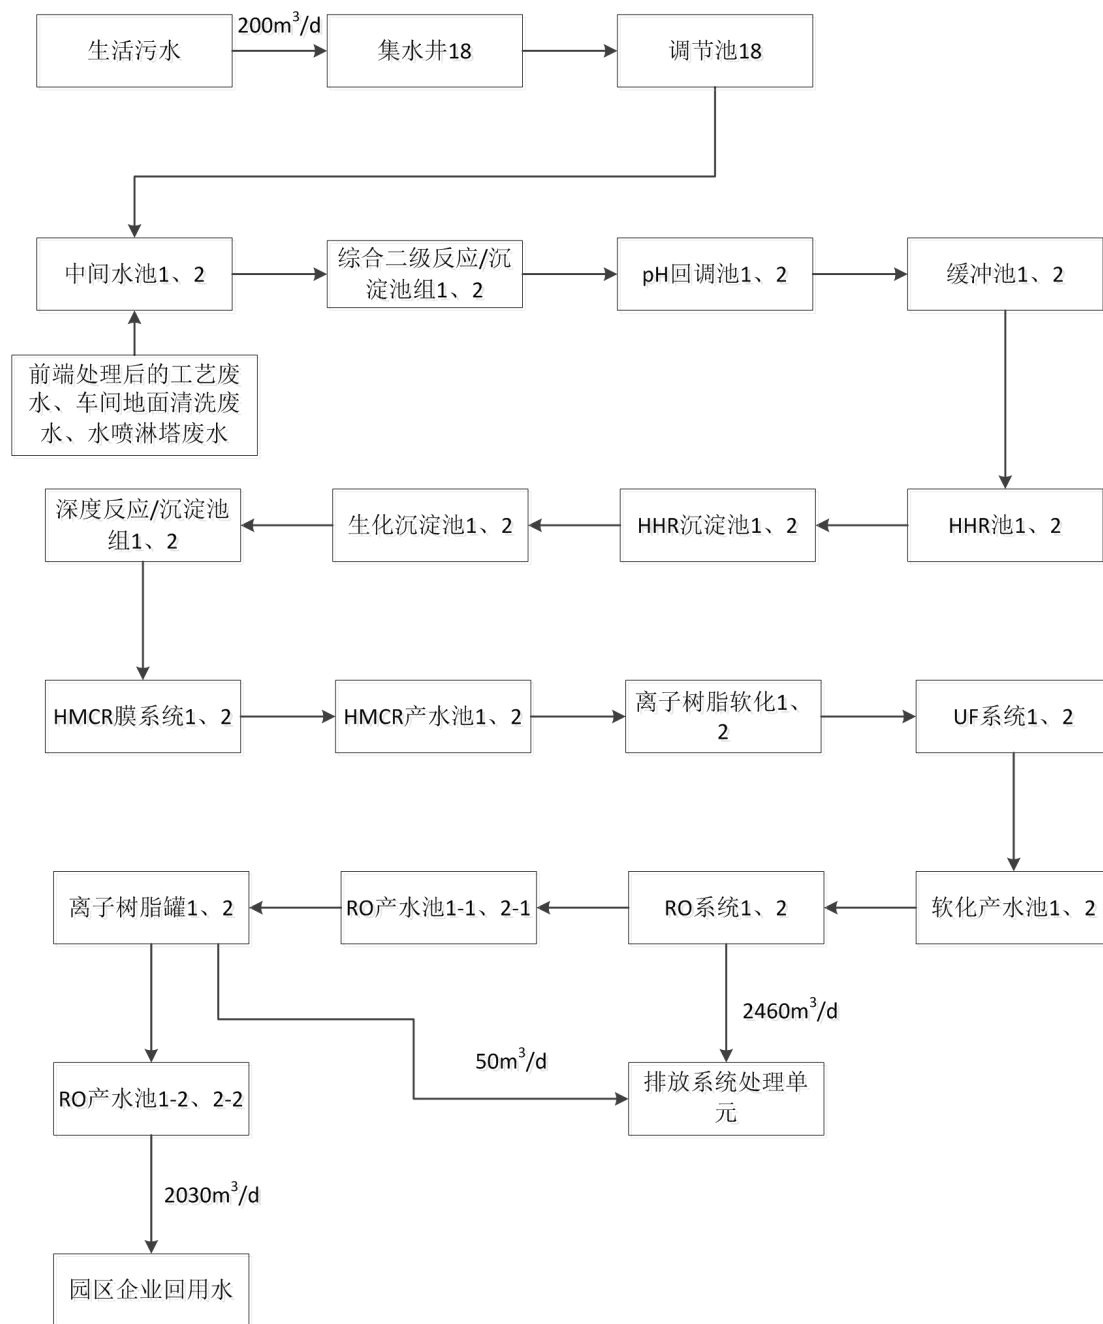 生活污水
200m³/d
集水井18
调节池18
中间水池1、2
综合二级反应/沉
淀池组1、2
pH回调池1、2
缓冲池1、2
前端处理后的工艺废
水、车间地面清洗废
水、水喷淋塔废水
深度反应/沉淀池
组1、2
生化沉淀池1、2
HHR沉淀池1、2
HHR池1、2
HMCR膜系统1、2
HMCR产水池1、2
离子树脂软化1、
2
UF系统1、2
离子树脂罐1、2
RO产水池1-1、2-1
RO系统1、2
软化产水池1、2
2460m³/d
50m³/d
RO产水池1-2、2-2
排放系统处理单
元
2030m³/d
园区企业回用水